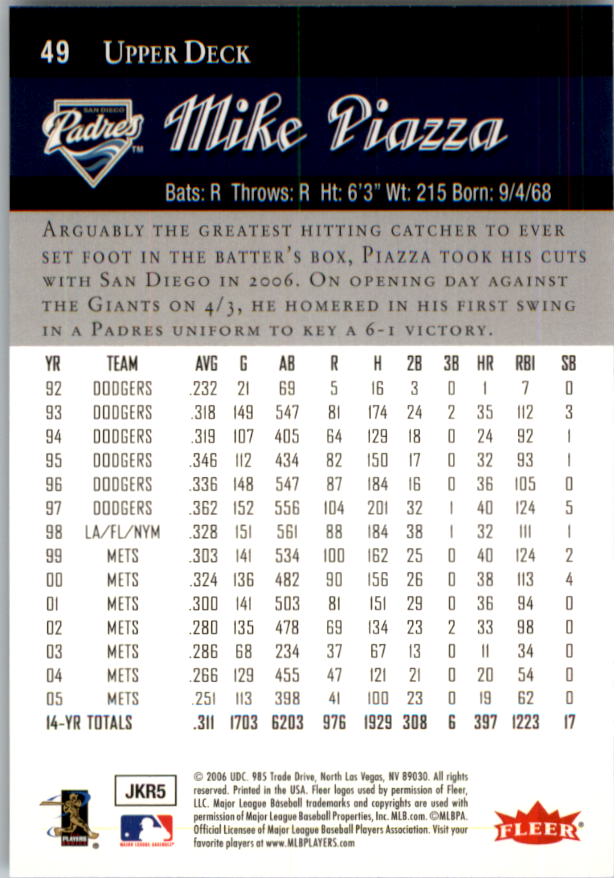 49 UPPER DECK
SAN DIEGO
Padres TM
Mike Piazza
Bats: R Throws: R Ht: 6'3" Wt: 215 Born: 9/4/68
ARGUABLY THE GREATEST HITTING CATCHER TO EVER
SET FOOT IN THE BATTER'S BOX, PIAZZA TOOK HIS CUTS
WITH SAN DIEGO IN 2006. ON OPENING DAY AGAINST
THE GIANTS ON 4/3, HE HOMERED IN HIS FIRST SWING
IN A PADRES UNIFORM TO KEY A 6-1 VICTORY.
YR TEAM AVG G AB R H 2B 3B HR RBI SB
92 DODGERS .232 21 69 5 16 3 0 1 7 0
93 DODGERS .318 149 547 81 174 24 2 35 112 3
94 DODGERS .319 107 405 64 129 18 0 24 92 1
95 DODGERS .346 112 434 82 150 17 0 32 93 1
96 DODGERS .336 148 547 87 184 16 0 36 105 0
97 DODGERS .362 152 556 104 201 32 1 40 124 5
98 LA/FL/NYM .328 151 561 88 184 38 1 32 111 1
99 METS .303 141 534 100 162 25 0 40 124 2
00 METS .324 136 482 90 156 26 0 38 113 4
01 METS .300 141 503 81 151 29 0 36 94 0
02 METS .280 135 478 69 134 23 2 33 98 0
03 METS .286 68 234 37 67 13 0 11 34 0
04 METS .266 129 455 47 121 21 0 20 54 0
05 METS .251 113 398 41 100 23 0 19 62 0
14-YR TOTALS .311 1703 6203 976 1929 308 6 397 1223 17
PLAYERS
®
JKR5
MAJOR LEAGUE BASEBALL
© 2006 UDC. 985 Trade Drive, North Las Vegas, NV 89030. All rights
reserved. Printed in the USA. Fleer logos used by permission of Fleer,
LLC. Major League Baseball trademarks and copyrights are used with
permission of Major League Baseball Properties, Inc. MLB.com. ©MLBPA.
Official Licensee of Major League Baseball Players Association. Visit your
favorite players at www.MLBPLAYERS.com
FLEER®